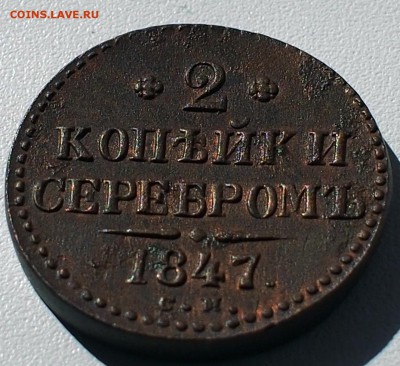 COINS.LAVE.RU
2
КОПѢЙКИ
СЕРЕБРОМЪ
1847.
С. М.